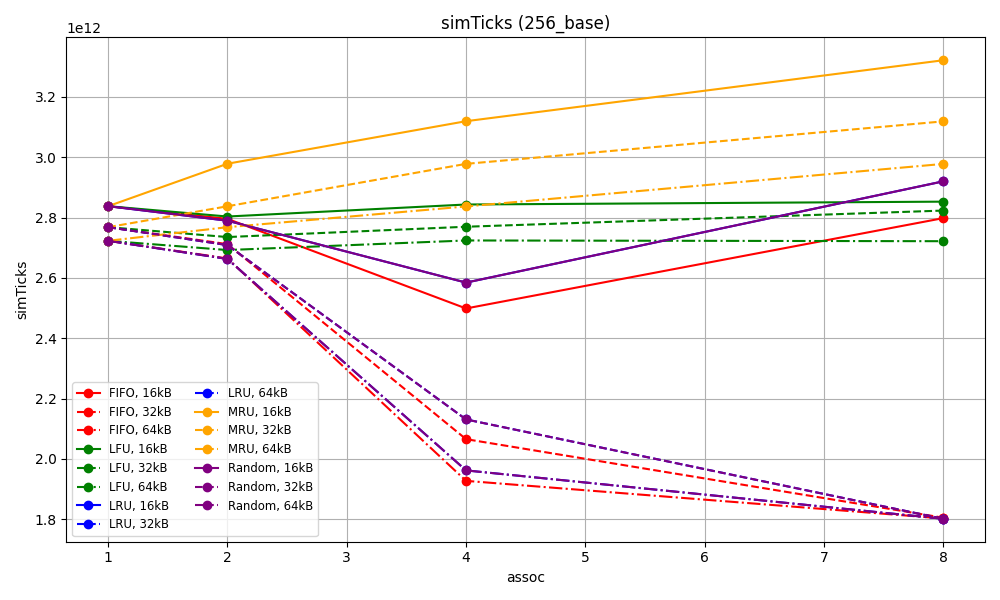 simTicks (256_base)
1e12
simTicks
3.2
3.0
2.8
2.6
2.4
2.2
2.0
1.8
FIFO, 16kB
FIFO, 32kB
FIFO, 64kB
LFU, 16kB
LFU, 32kB
LFU, 64kB
LRU, 16kB
LRU, 32kB
LRU, 64kB
MRU, 16kB
MRU, 32kB
MRU, 64kB
Random, 16kB
Random, 32kB
Random, 64kB
1 2 3 4 5 6 7 8
assoc